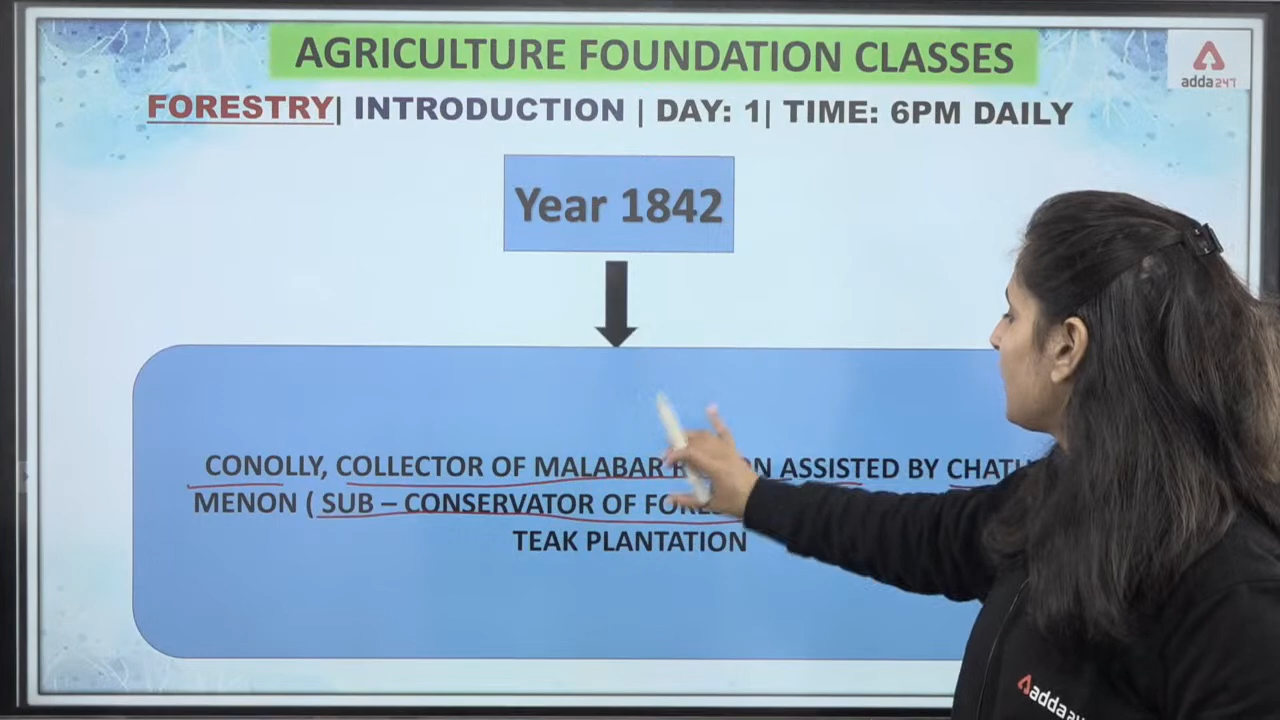 AGRICULTURE FOUNDATION CLASSES
adda247
FORESTRY| INTRODUCTION | DAY: 1| TIME: 6PM DAILY
Year 1842
CONOLLY, COLLECTOR OF MALABAR ASSISTED BY
MENON ( SUB – CONSERVATOR OF
TEAK PLANTATION
adda247